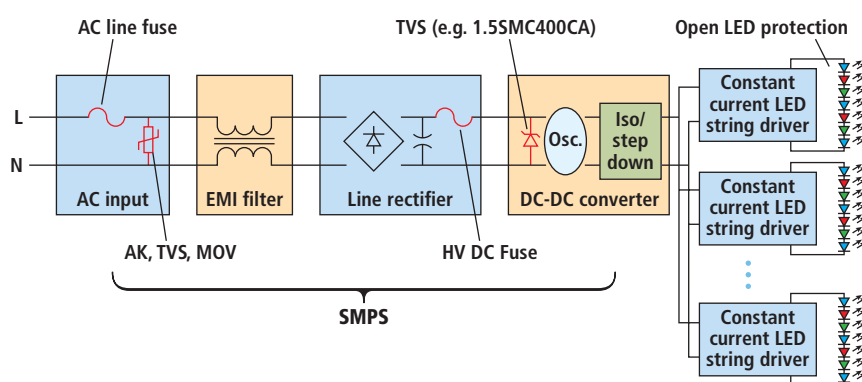 AC line fuse
TVS (e.g. 1.5SMC400CA)
Open LED protection
L
N
AC input
EMI filter
Line rectifier
Osc.
Iso/
step
down
DC-DC converter
Constant
current LED
string driver
Constant
current LED
string driver
Constant
current LED
string driver
AK, TVS, MOV
HV DC Fuse
SMPS